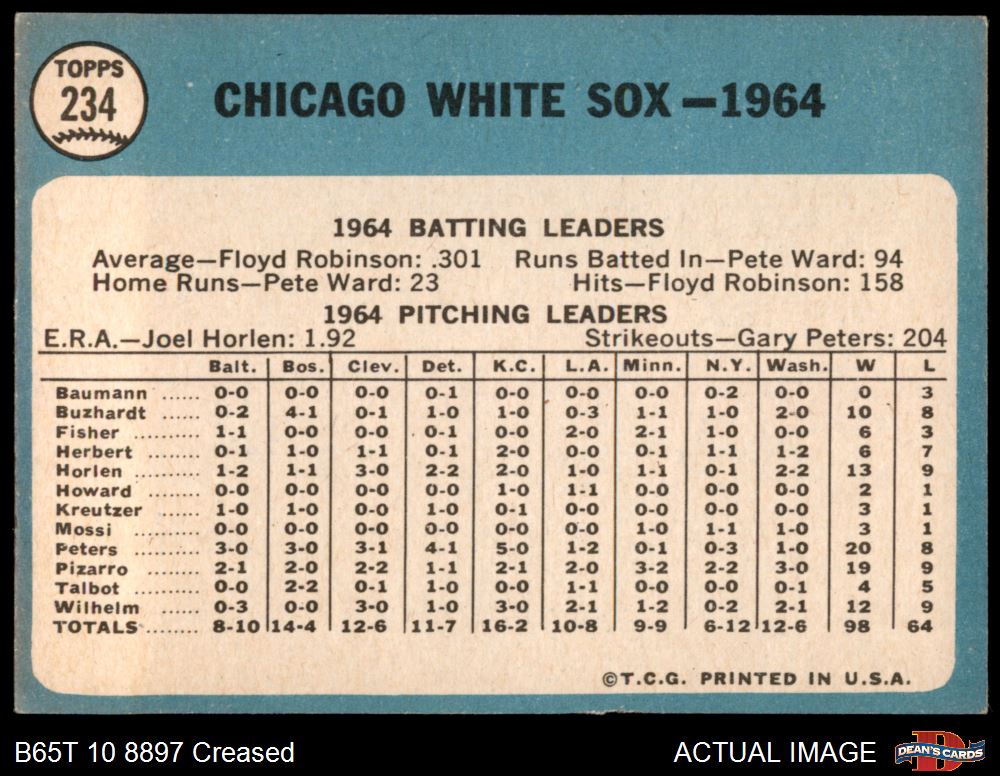 TOPPS
234
CHICAGO WHITE SOX—1964
1964 BATTING LEADERS
Average—Floyd Robinson: .301 Runs Batted In—Pete Ward: 94
Home Runs—Pete Ward: 23 Hits—Floyd Robinson: 158
1964 PITCHING LEADERS
E.R.A.—Joel Horlen: 1.92 Strikeouts—Gary Peters: 204
Balt. Bos. Clev. Det. K.C. L.A. Minn. N.Y. Wash. W L
Baumann ...... 0-0 0-0 0-0 0-1 0-0 0-0 0-0 0-2 0-0 0 3
Buzhardt ...... 0-2 4-1 0-1 1-0 1-0 0-3 1-1 1-0 2-0 10 8
Fisher .......... 1-1 0-0 0-0 0-1 0-0 2-0 2-1 1-0 0-0 6 3
Herbert ........ 0-1 1-0 1-1 0-1 2-0 0-0 0-1 1-1 1-2 6 7
Horlen ......... 1-2 1-1 3-0 2-2 2-0 1-0 1-1 0-1 2-2 13 9
Howard ....... 0-0 0-0 0-0 0-0 1-0 1-1 0-0 0-0 0-0 2 1
Kreutzer ...... 1-0 1-0 0-0 1-0 0-1 0-0 0-0 0-0 0-0 3 1
Mossi .......... 0-0 0-0 0-0 0-0 0-0 0-0 1-0 1-1 1-0 3 1
Peters .......... 3-0 3-0 3-1 4-1 5-0 1-2 0-1 0-3 1-0 20 8
Pizarro ........ 2-1 2-0 2-2 1-1 2-1 2-0 3-2 2-2 3-0 19 9
Talbot ......... 0-0 2-2 0-1 1-0 0-0 1-1 0-0 0-0 0-1 4 5
Wilhelm ...... 0-3 0-0 3-0 1-0 3-0 2-1 1-2 0-2 2-1 12 9
TOTALS ......... 8-10 14-4 12-6 11-7 16-2 10-8 9-9 6-12 12-6 98 64
©T.C.G. PRINTED IN U.S.A.
B65T 10 8897 Creased ACTUAL IMAGE
D
DEAN'S CARDS